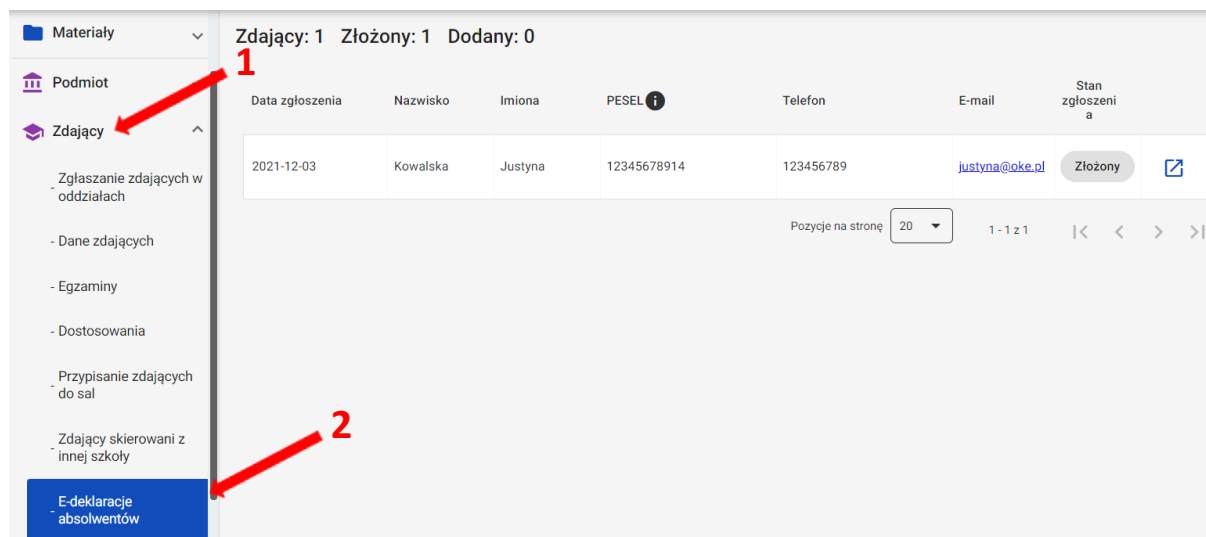 Materiały
Podmiot
Zdający
- Zgłaszanie zdających w
oddziałach
- Dane zdających
- Egzaminy
- Dostosowania
- Przypisanie zdających
do sal
- Zdający skierowani z
innej szkoły
- E-deklaracje
absolwentów
1
2
Zdający: 1 Złożony: 1 Dodany: 0
Data zgłoszenia Nazwisko Imiona PESEL i Telefon E-mail Stan
zgłoszeni
a
2021-12-03 Kowalska Justyna 12345678914 123456789 justyna@oke.pl Złożony
Pozycje na stronę 20 1 - 1 z 1